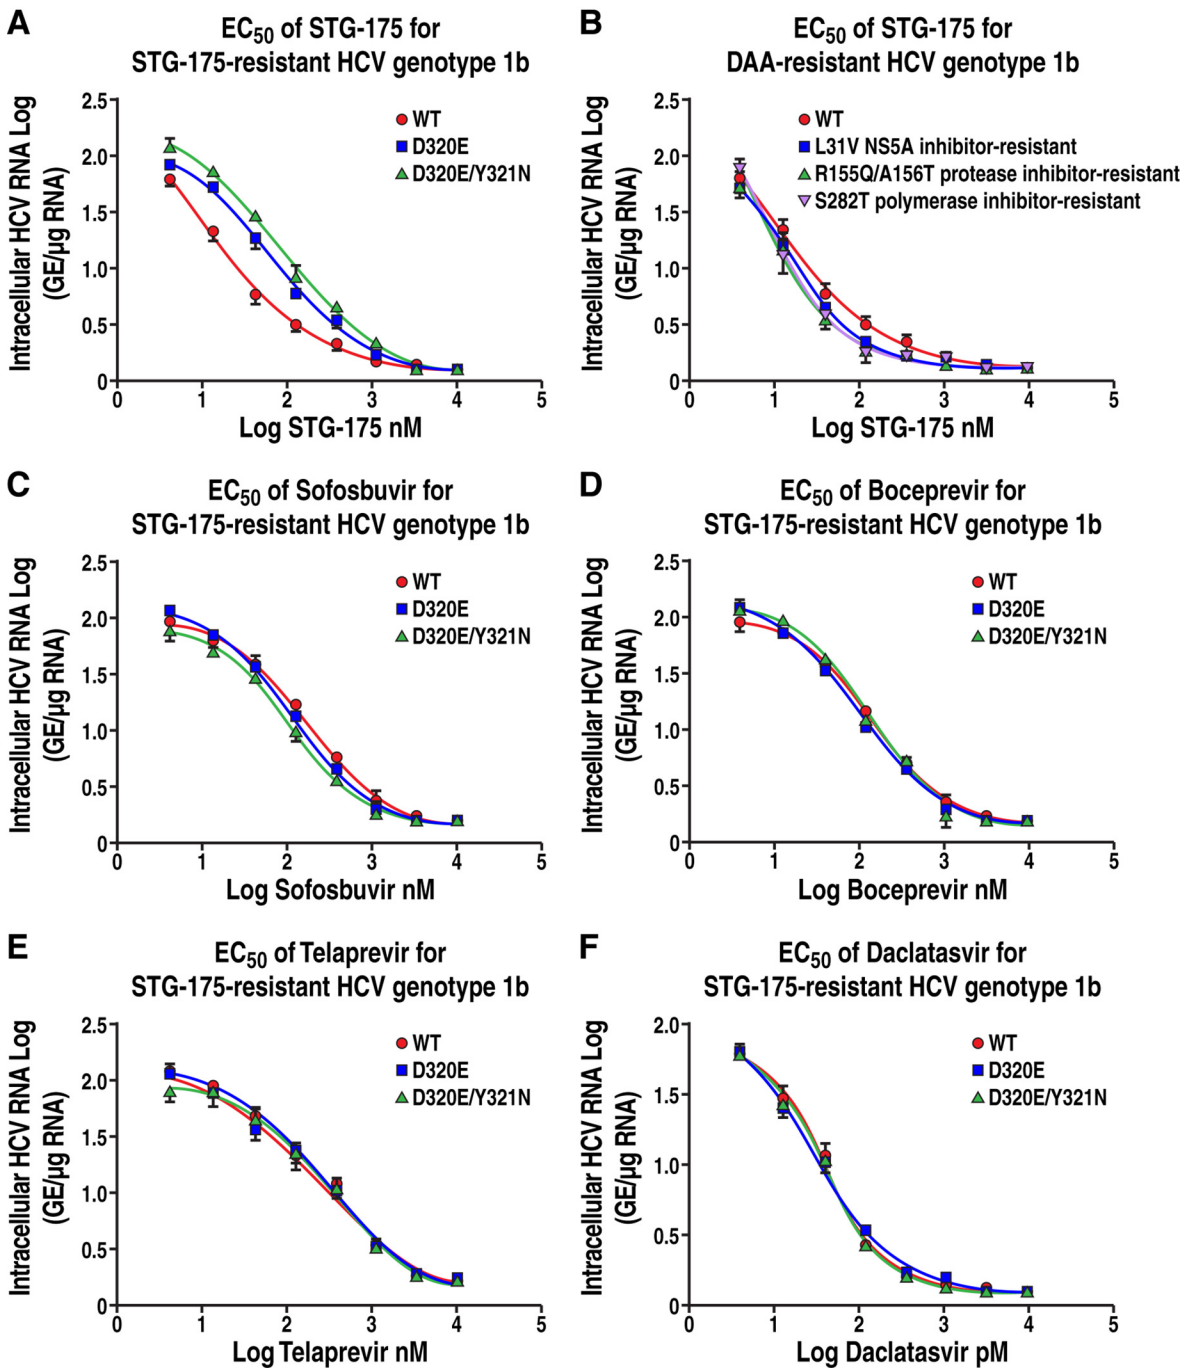 A
EC50 of STG-175 for
STG-175-resistant HCV genotype 1b
Intracellular HCV RNA Log
(GE/µg RNA)
2.5
2.0
1.5
1.0
0.5
0
WT
D320E
D320E/Y321N
0 1 2 3 4 5
Log STG-175 nM
B
EC50 of STG-175 for
DAA-resistant HCV genotype 1b
Intracellular HCV RNA Log
(GE/µg RNA)
2.5
2.0
1.5
1.0
0.5
0
WT
L31V NS5A inhibitor-resistant
R155Q/A156T protease inhibitor-resistant
S282T polymerase inhibitor-resistant
0 1 2 3 4 5
Log STG-175 nM
C
EC50 of Sofosbuvir for
STG-175-resistant HCV genotype 1b
Intracellular HCV RNA Log
(GE/µg RNA)
2.5
2.0
1.5
1.0
0.5
0
WT
D320E
D320E/Y321N
0 1 2 3 4 5
Log Sofosbuvir nM
D
EC50 of Boceprevir for
STG-175-resistant HCV genotype 1b
Intracellular HCV RNA Log
(GE/µg RNA)
2.5
2.0
1.5
1.0
0.5
0
WT
D320E
D320E/Y321N
0 1 2 3 4 5
Log Boceprevir nM
E
EC50 of Telaprevir for
STG-175-resistant HCV genotype 1b
Intracellular HCV RNA Log
(GE/µg RNA)
2.5
2.0
1.5
1.0
0.5
0
WT
D320E
D320E/Y321N
0 1 2 3 4 5
Log Telaprevir nM
F
EC50 of Daclatasvir for
STG-175-resistant HCV genotype 1b
Intracellular HCV RNA Log
(GE/µg RNA)
2.0
1.5
1.0
0.5
0
WT
D320E
D320E/Y321N
0 1 2 3 4 5
Log Daclatasvir pM